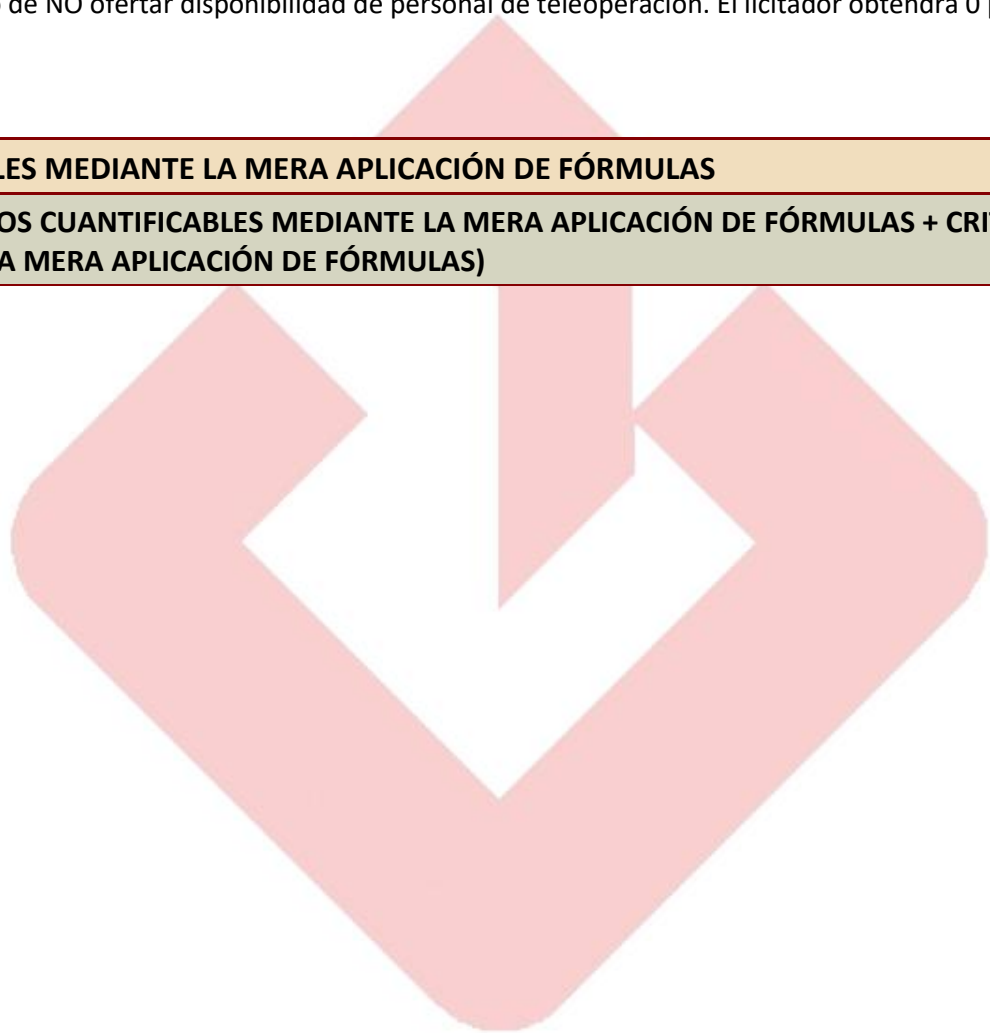 de NO ofertar disponibilidad de personal de teleoperación. El licitador obtendrá 0
LES MEDIANTE LA MERA APLICACIÓN DE FÓRMULAS
OS CUANTIFICABLES MEDIANTE LA MERA APLICACIÓN DE FÓRMULAS + CRI
A MERA APLICACIÓN DE FÓRMULAS)